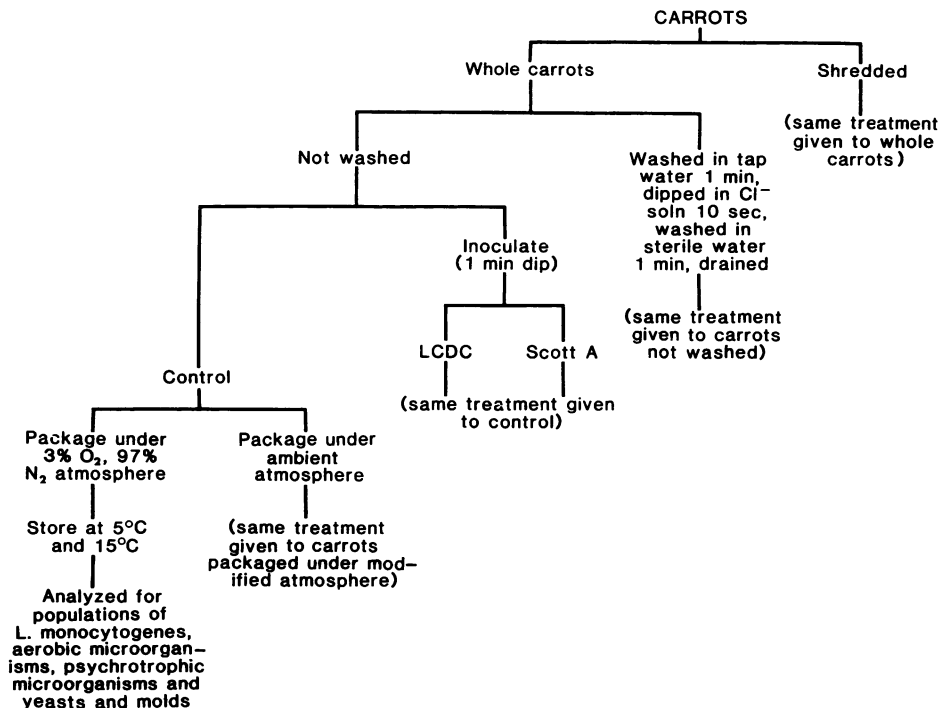 CARROTS
Whole carrots
Shredded
(same treatment
given to whole
carrots)
Not washed
Washed in tap
water 1 min,
dipped in Cl⁻
soln 10 sec,
washed in
sterile water
1 min, drained
Inoculate
(1 min dip)
(same treatment
given to carrots
not washed)
LCDC
Scott A
Control
(same treatment given
to control)
Package under
3% O₂, 97%
N₂ atmosphere
Package under
ambient
atmosphere
Store at 5°C
and 15°C
(same treatment
given to carrots
packaged under mod-
ified atmosphere)
Analyzed for
populations of
L. monocytogenes,
aerobic microorgan-
isms, psychrotrophic
microorganisms and
yeasts and molds